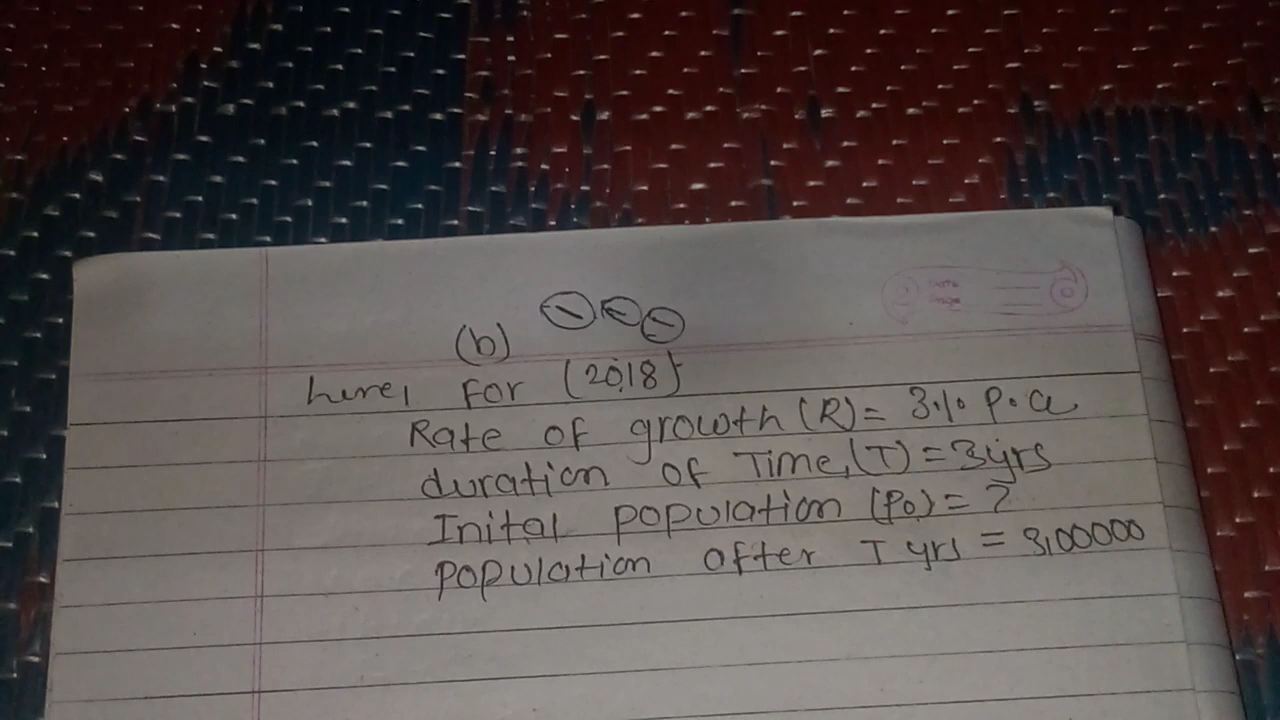 (b)
here, For (2018)
Rate of growth (R) = 3% p.a
duration of Time, (T) = 3yrs
Inital population (P0) = ?
population after T yrs = 3,00000